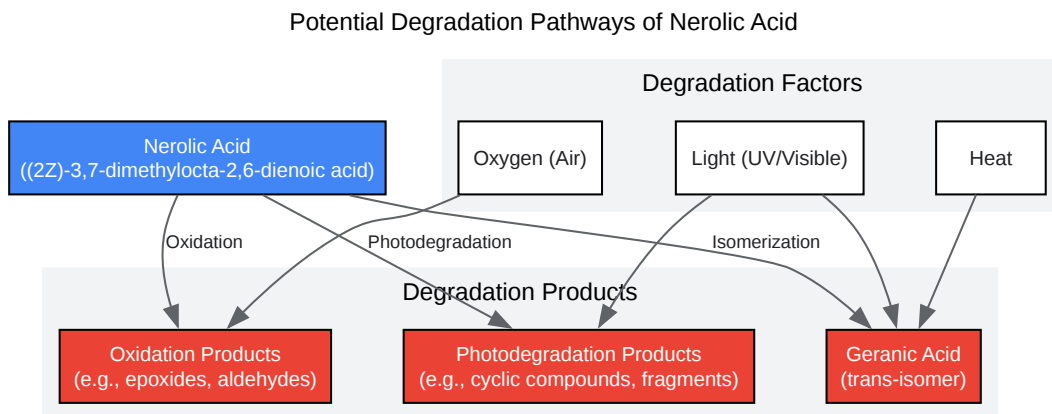 Potential Degradation Pathways of Nerolic Acid
Degradation Factors
Nerolic Acid
((2Z)-3,7-dimethylocta-2,6-dienoic acid)
Oxygen (Air)
Light (UV/Visible)
Heat
Oxidation
Photodegradation
Isomerization
Degradation Products
Oxidation Products
(e.g., epoxides, aldehydes)
Photodegradation Products
(e.g., cyclic compounds, fragments)
Geranic Acid
(trans-isomer)